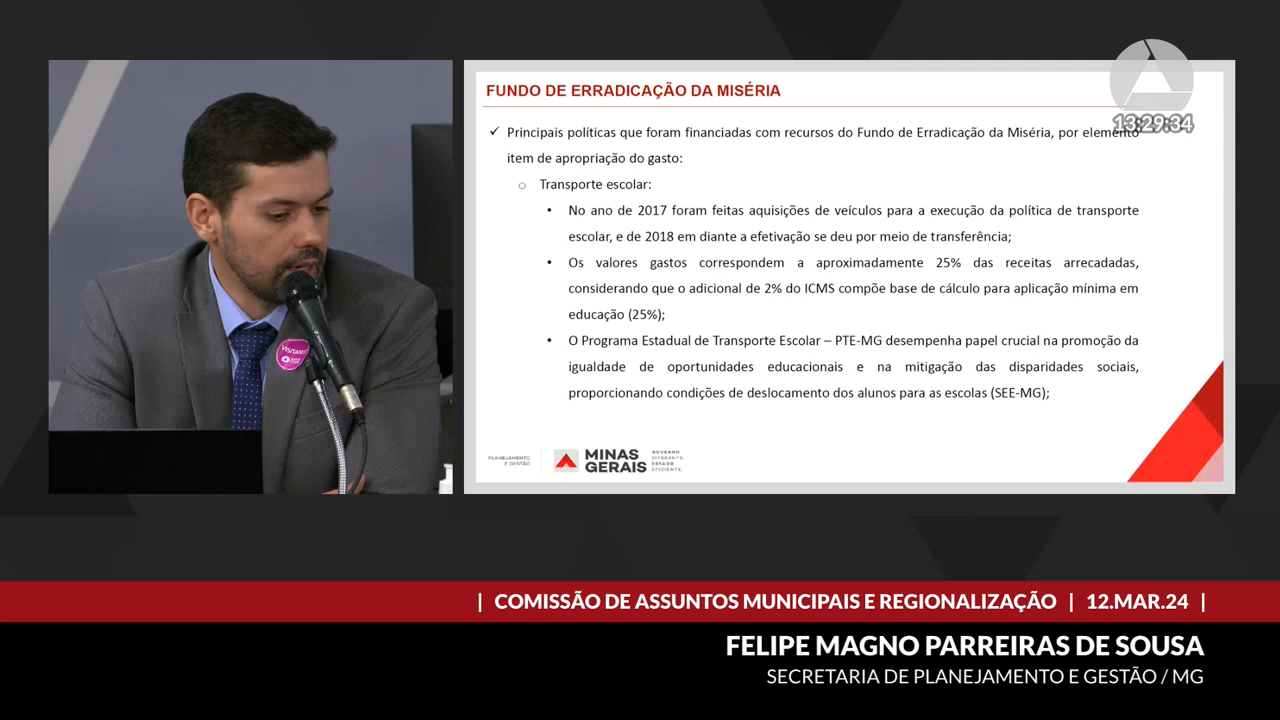 FUNDO DE ERRADICAÇÃO DA MISÉRIA
13:29:34
✓ Principais políticas que foram financiadas com recursos do Fundo de Erradicação da Miséria, por elemento
item de apropriação do gasto:
o Transporte escolar:
• No ano de 2017 foram feitas aquisições de veículos para a execução da política de transporte
escolar, e de 2018 em diante a efetivação se deu por meio de transferência;
• Os valores gastos correspondem a aproximadamente 25% das receitas arrecadadas,
considerando que o adicional de 2% do ICMS compõe base de cálculo para aplicação mínima em
educação (25%);
• O Programa Estadual de Transporte Escolar – PTE-MG desempenha papel crucial na promoção da
igualdade de oportunidades educacionais e na mitigação das disparidades sociais,
proporcionando condições de deslocamento dos alunos para as escolas (SEE-MG);
VISITANTE
PLANEJAMENTO
E GESTÃO
MINAS
GERAIS
GOVERNO
DIFERENTE.
ESTADO
EFICIENTE.
| COMISSÃO DE ASSUNTOS MUNICIPAIS E REGIONALIZAÇÃO | 12.MAR.24 |
FELIPE MAGNO PARREIRAS DE SOUSA
SECRETARIA DE PLANEJAMENTO E GESTÃO / MG